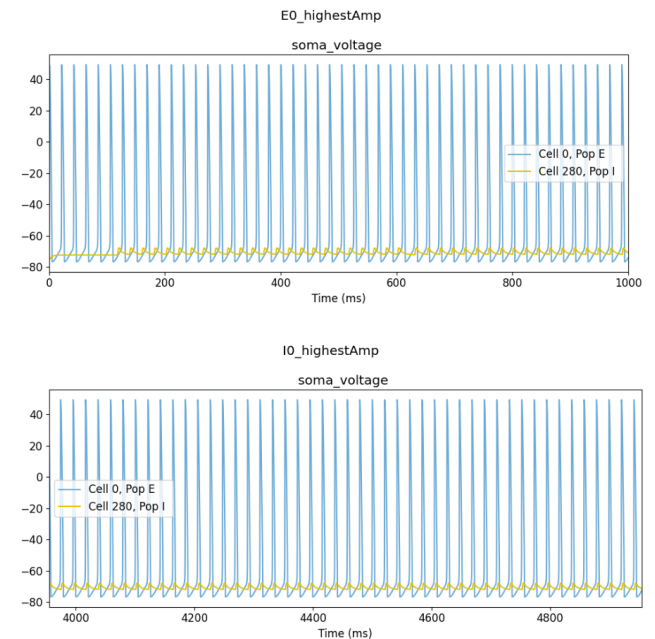 E0_highestAmp
soma_voltage
40
20
0
−20
−40
−60
−80
Cell 0, Pop E
Cell 280, Pop I
0 200 400 600 800 1000
Time (ms)
I0_highestAmp
soma_voltage
40
20
0
−20
−40
−60
−80
Cell 0, Pop E
Cell 280, Pop I
4000 4200 4400 4600 4800
Time (ms)